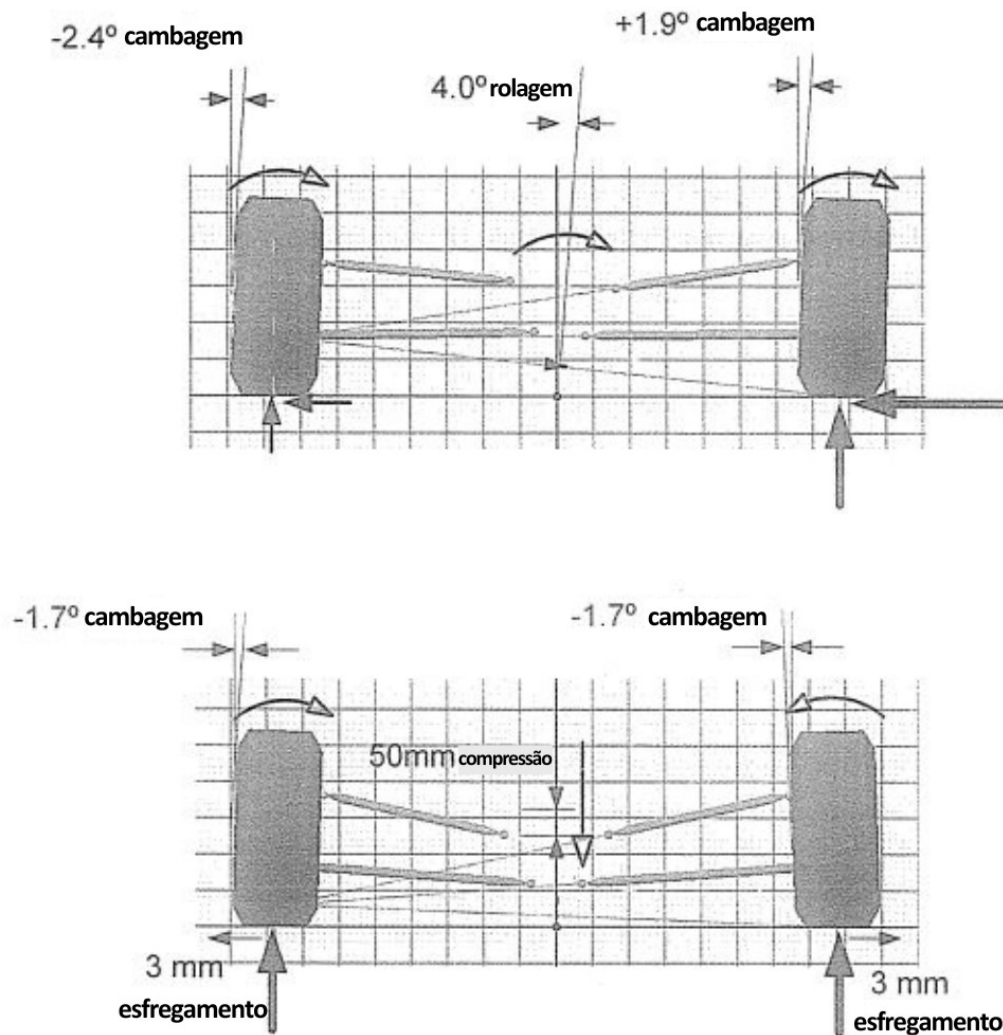 -2.4º cambagem
+1.9º cambagem
4.0º rolagem
-1.7º cambagem
-1.7º cambagem
50mm compressão
3 mm
esfregamento
3 mm
esfregamento